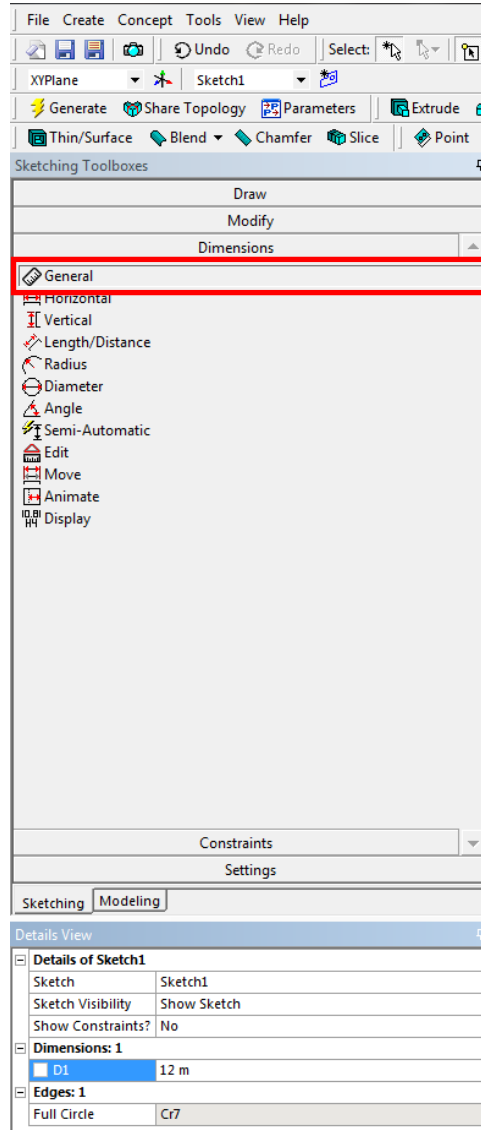 File Create Concept Tools View Help
Undo Redo Select:
XYPlane Sketch1
Generate Share Topology Parameters Extrude
Thin/Surface Blend Chamfer Slice Point
Sketching Toolboxes
Draw
Modify
Dimensions
General
Horizontal
Vertical
Length/Distance
Radius
Diameter
Angle
Semi-Automatic
Edit
Move
Animate
Display
Constraints
Settings
Sketching Modeling
Details View
Details of Sketch1
Sketch Sketch1
Sketch Visibility Show Sketch
Show Constraints? No
Dimensions: 1
D1 12 m
Edges: 1
Full Circle Cr7